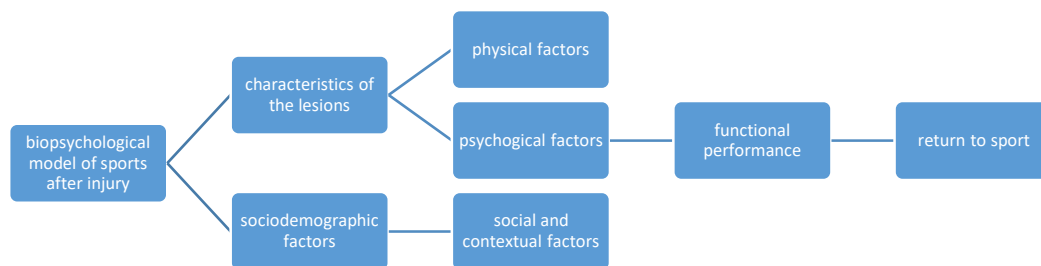 physical factors
characteristics of
the lesions
psychogical factors
functional
performance
return to sport
biopsychological
model of sports
after injury
sociodemographic
factors
social and
contextual factors